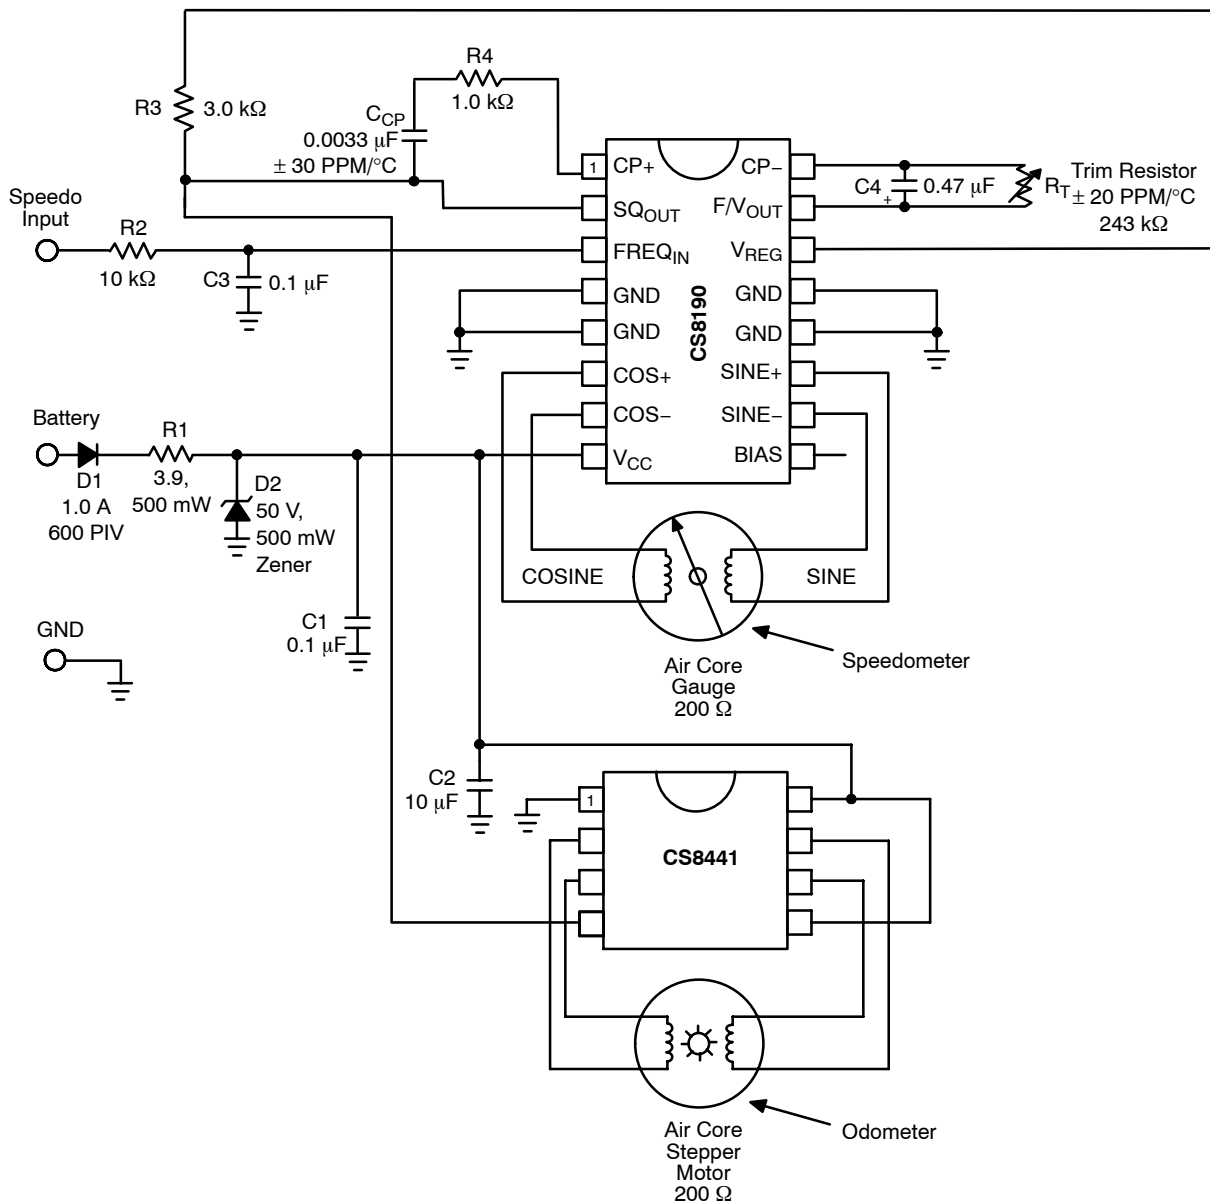 R3
3.0 kΩ
R4
1.0 kΩ
CCP
0.0033 μF
± 30 PPM/°C
Speedo
Input
R2
10 kΩ
C3
0.1 μF
1
CP+
SQOUT
FREQIN
GND
GND
COS+
COS−
VCC
CS8190
CP−
F/VOUT
VREG
GND
GND
SINE+
SINE−
BIAS
C4
+
0.47 μF
RT
Trim Resistor
± 20 PPM/°C
243 kΩ
Battery
D1
1.0 A
600 PIV
R1
3.9,
500 mW
D2
50 V,
500 mW
Zener
C1
0.1 μF
GND
COSINE
SINE
Speedometer
Air Core
Gauge
200 Ω
C2
10 μF
1
CS8441
Odometer
Air Core
Stepper
Motor
200 Ω